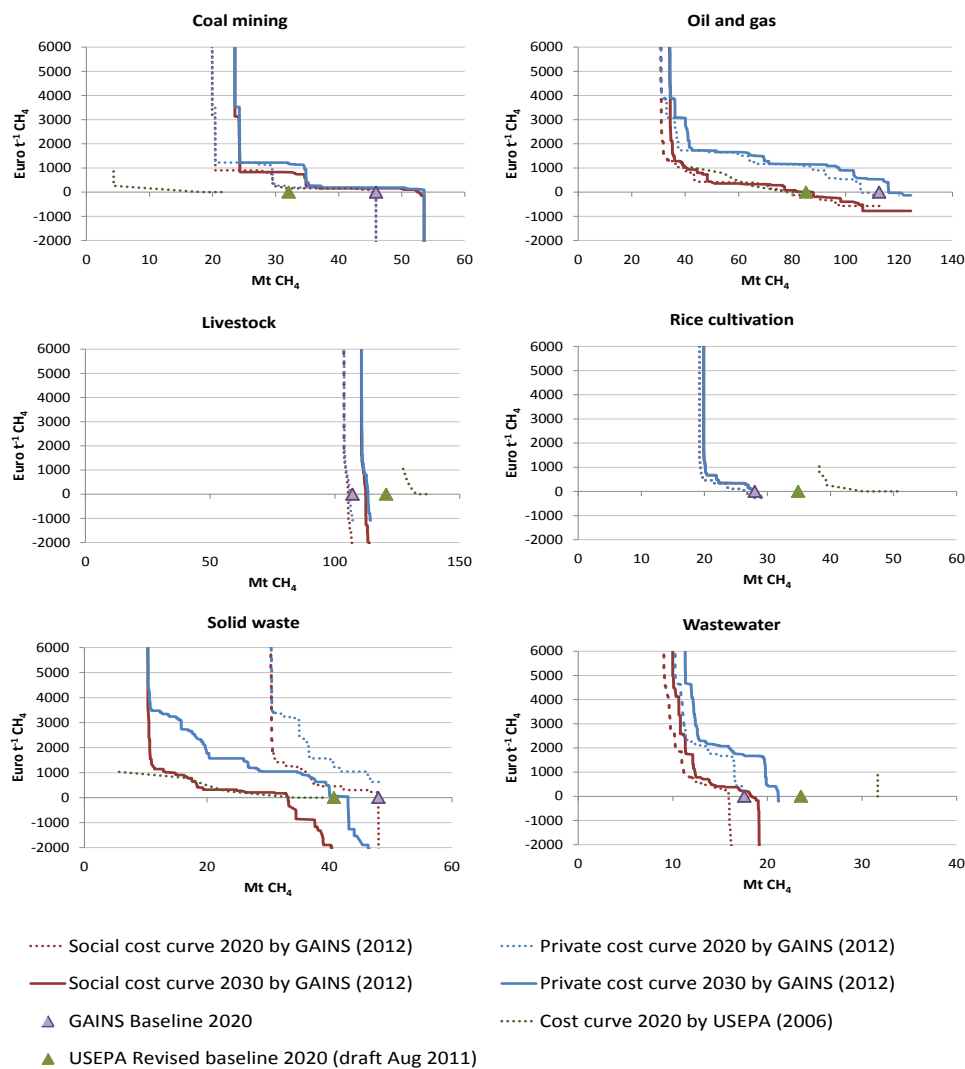 Coal mining
6000
5000
4000
3000
2000
1000
0
-1000
-2000
Euro t⁻¹ CH₄
0 10 20 30 40 50 60
Mt CH₄
Oil and gas
6000
5000
4000
3000
2000
1000
0
-1000
-2000
Euro t⁻¹ CH₄
0 20 40 60 80 100 120 140
Mt CH₄
Livestock
6000
5000
4000
3000
2000
1000
0
-1000
-2000
Euro t⁻¹ CH₄
0 50 100 150
Mt CH₄
Rice cultivation
6000
5000
4000
3000
2000
1000
0
-1000
-2000
Euro t⁻¹ CH₄
0 10 20 30 40 50 60
Mt CH₄
Solid waste
6000
5000
4000
3000
2000
1000
0
-1000
-2000
Euro t⁻¹ CH₄
0 20 40 60
Mt CH₄
Wastewater
6000
5000
4000
3000
2000
1000
0
-1000
-2000
Euro t⁻¹ CH₄
0 10 20 30 40
Mt CH₄
Social cost curve 2020 by GAINS (2012)
Private cost curve 2020 by GAINS (2012)
Social cost curve 2030 by GAINS (2012)
Private cost curve 2030 by GAINS (2012)
GAINS Baseline 2020
Cost curve 2020 by USEPA (2006)
USEPA Revised baseline 2020 (draft Aug 2011)